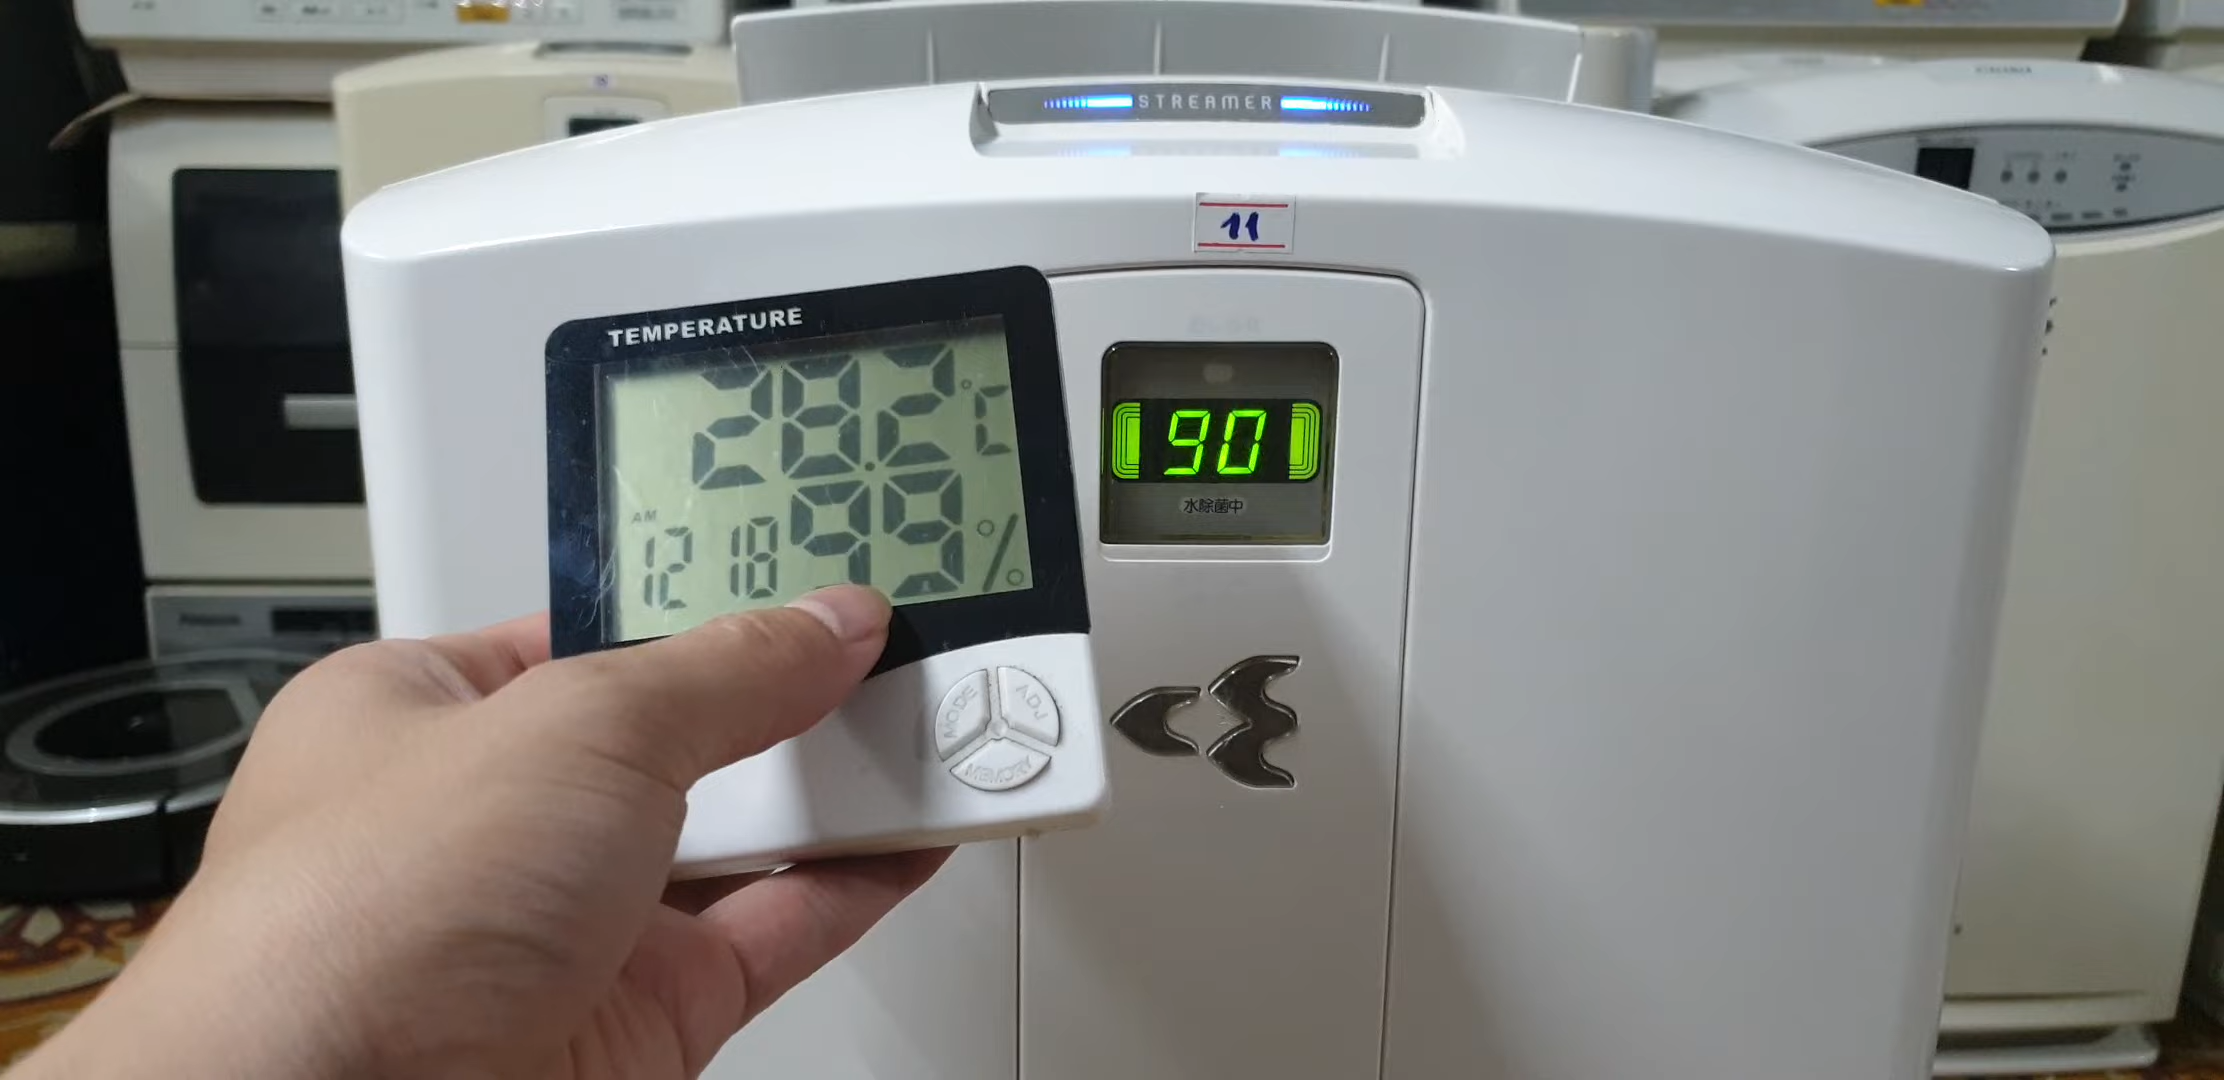 STREAMER
11
TEMPERATURE
28.2°C
AM
12 18 99%
90
水除菌中
MODE
ADJ
MEMORY